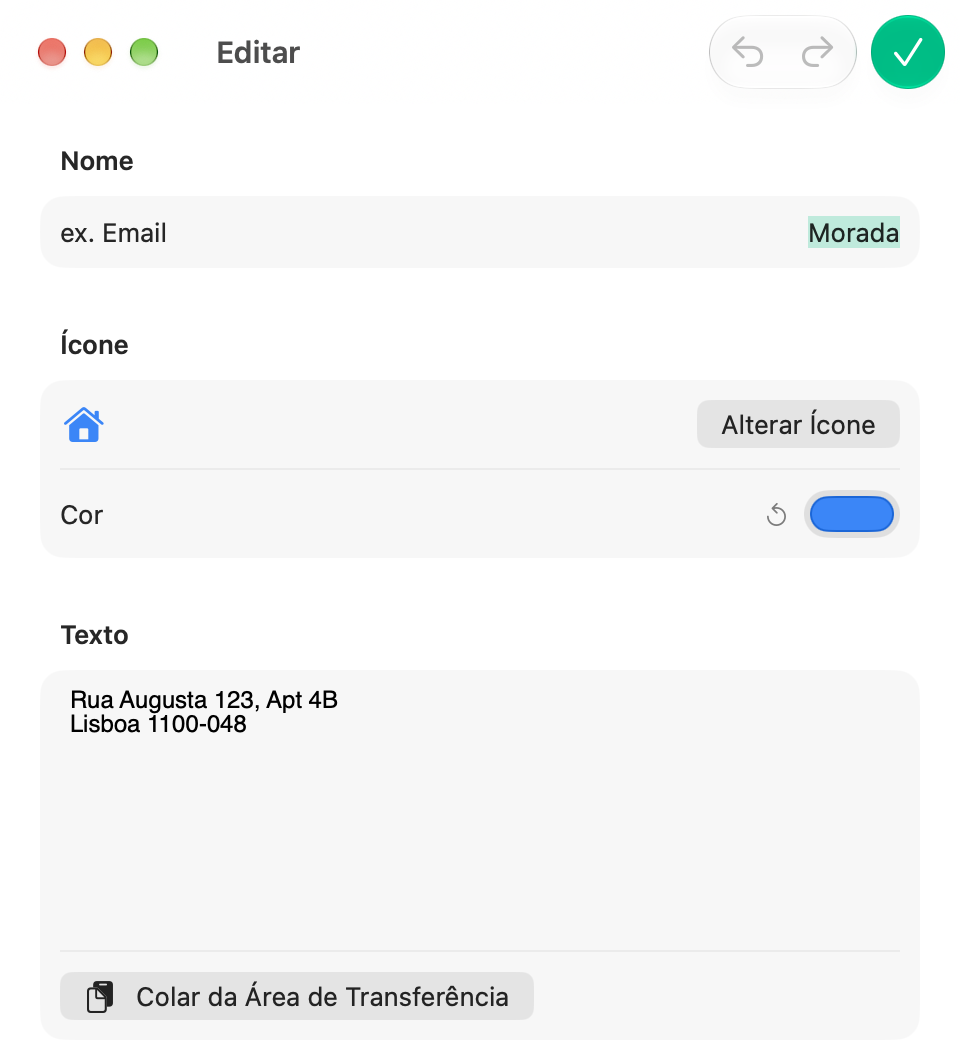 Editar
Nome
ex. Email Morada
Ícone
Alterar Ícone
Cor
Texto
Rua Augusta 123, Apt 4B
Lisboa 1100-048
Colar da Área de Transferência